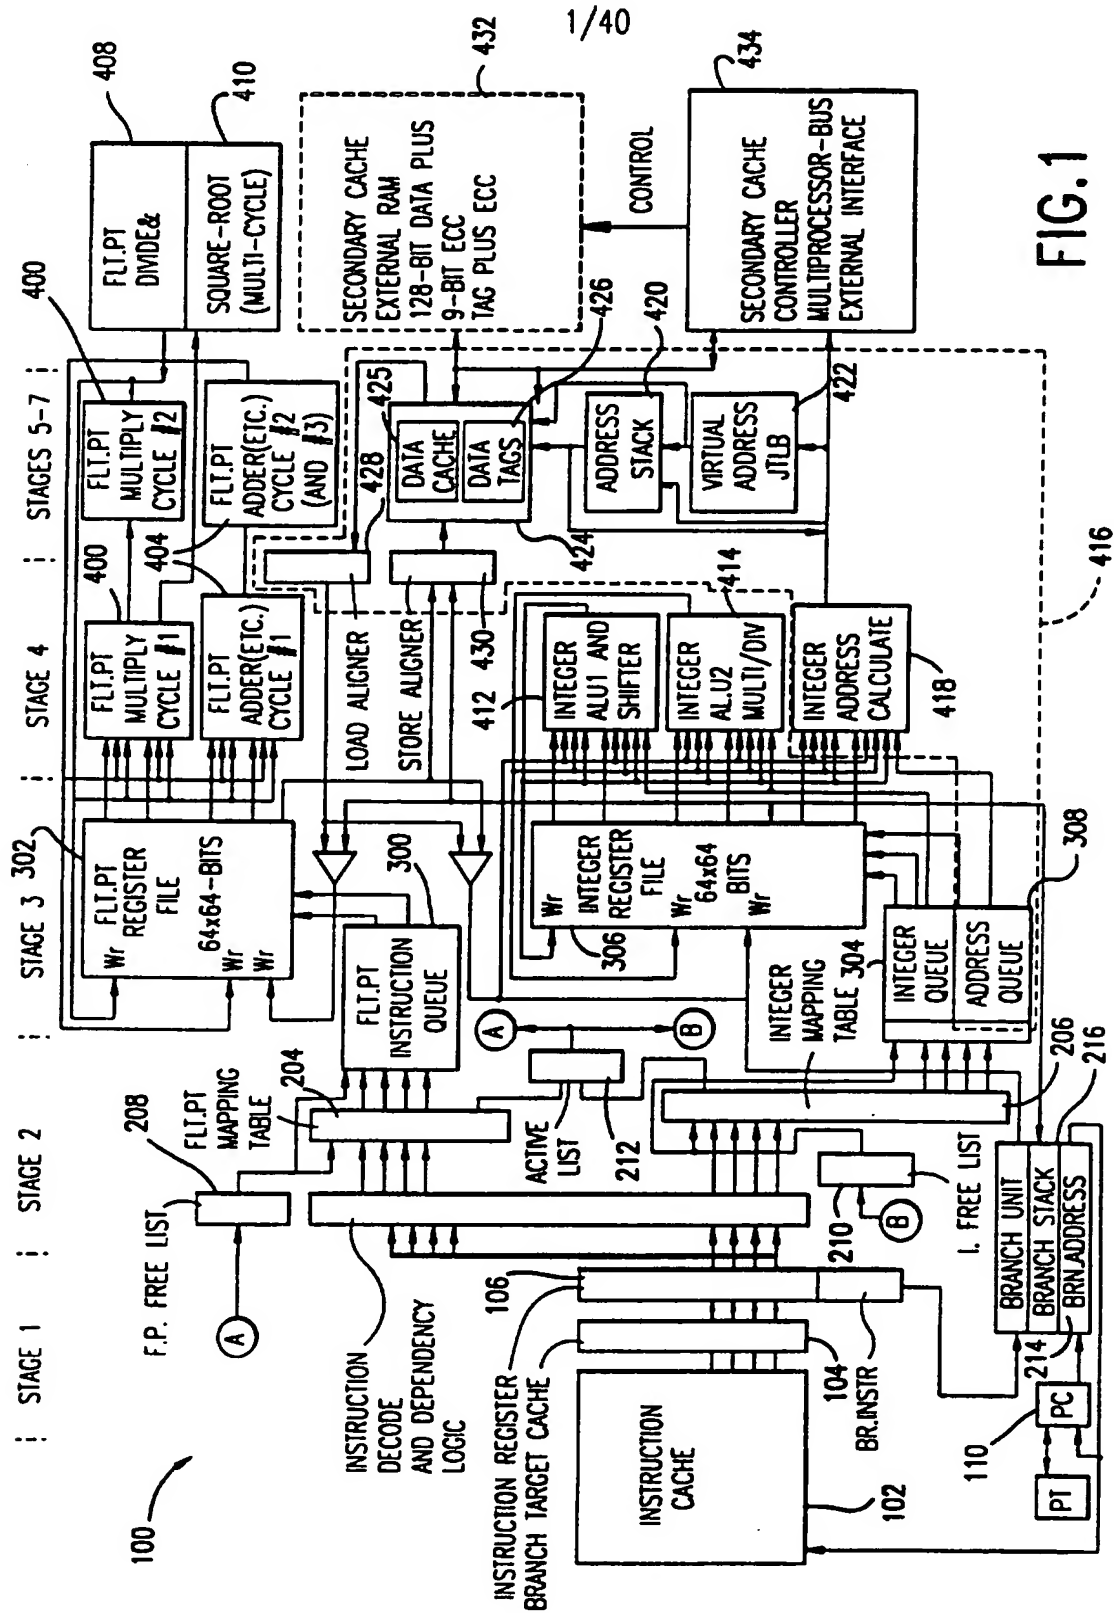 1/40
100
STAGE 1
STAGE 2
STAGE 3
STAGE 4
STAGES 5-7
F.P. FREE LIST
208
A
FLT.PT
MAPPING
TABLE
204
302
FLT.PT
REGISTER
FILE
64x64-BITS
Wr
Wr
Wr
FLT.PT
MULTIPLY
CYCLE #1
400
FLT.PT
MULTIPLY
CYCLE #2
400
FLT.PT
ADDER(ETC.)
CYCLE #1
404
FLT.PT
ADDER(ETC.)
CYCLE #2
(AND #3)
FLT.PT
DIVIDE&
408
SQUARE-ROOT
(MULTI-CYCLE)
410
INSTRUCTION
DECODE
AND DEPENDENCY
LOGIC
FLT.PT
INSTRUCTION
QUEUE
300
LOAD ALIGNER
428
STORE ALIGNER
430
SECONDARY CACHE
EXTERNAL RAM
128-BIT DATA PLUS
9-BIT ECC
TAG PLUS ECC
432
DATA
CACHE
425
DATA
TAGS
426
424
ADDRESS
STACK
420
VIRTUAL
ADDRESS
JTLB
422
CONTROL
SECONDARY CACHE
CONTROLLER
MULTIPROCESSOR-BUS
EXTERNAL INTERFACE
434
INSTRUCTION REGISTER
106
BRANCH TARGET CACHE
104
INSTRUCTION
CACHE
102
BR.INSTR
ACTIVE
LIST
212
A
B
INTEGER
MAPPING
TABLE
206
Wr
INTEGER
REGISTER
FILE
Wr
64x64
BITS
Wr
306
INTEGER
ALU1 AND
SHIFTER
412
INTEGER
ALU2
MULTI/DIV
414
INTEGER
ADDRESS
CALCULATE
418
416
304
INTEGER
QUEUE
ADDRESS
QUEUE
308
210
B
I. FREE LIST
BRANCH UNIT
BRANCH STACK
BRN.ADDRESS
216
214
PC
110
PT
FIG.1